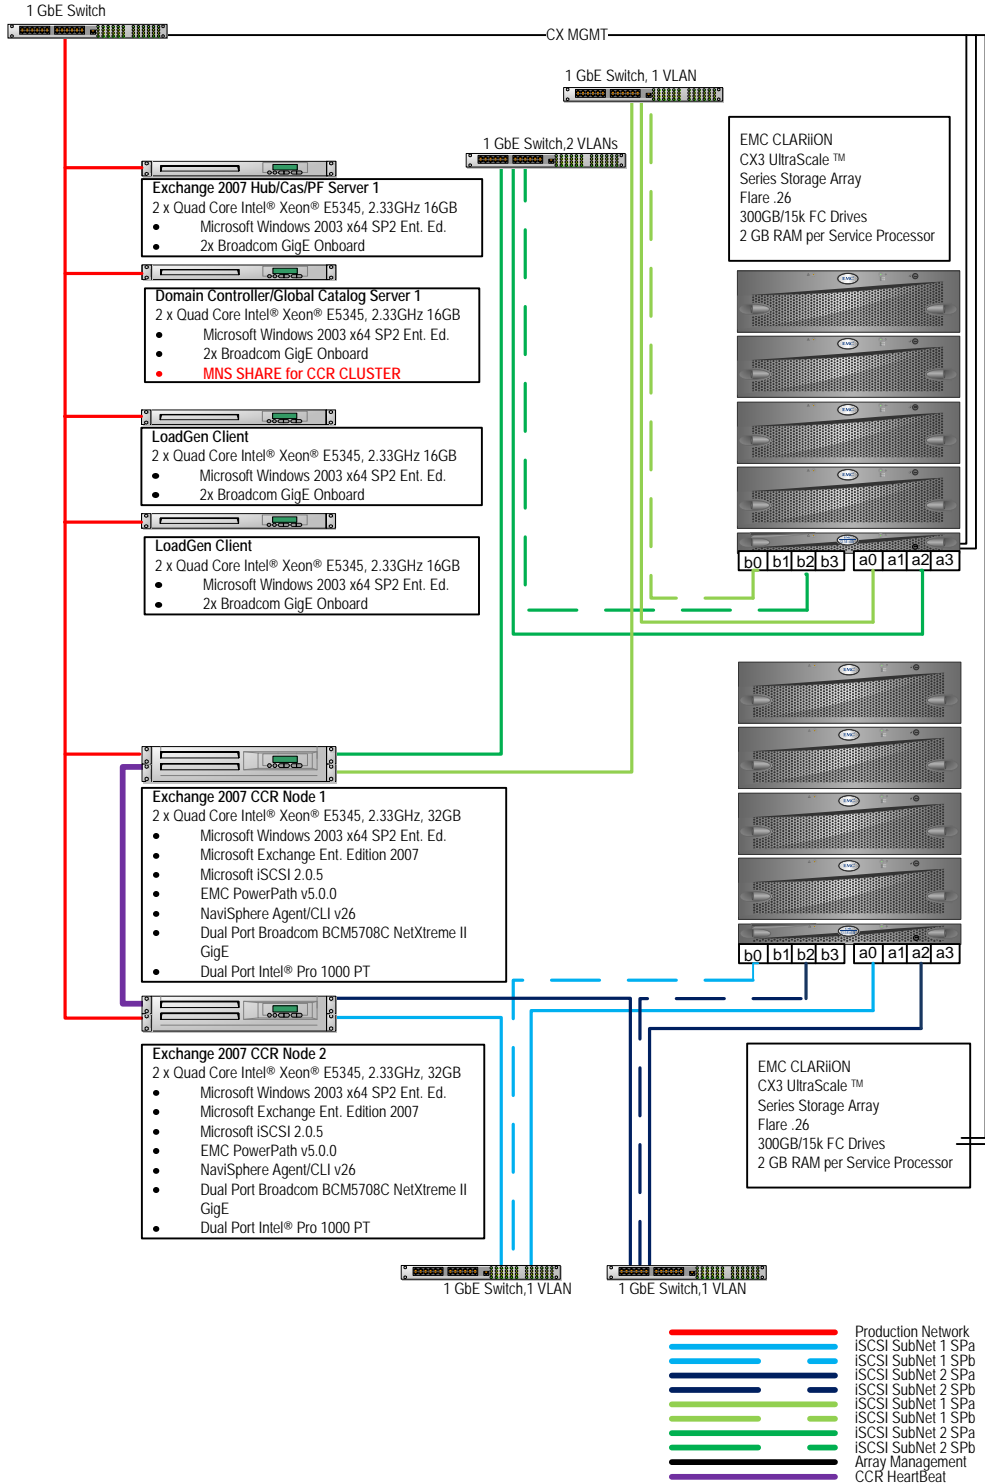 1 GbE Switch
CX MGMT
1 GbE Switch, 1 VLAN
1 GbE Switch,2 VLANs
EMC CLARiiON
CX3 UltraScale ™
Series Storage Array
Flare .26
300GB/15k FC Drives
2 GB RAM per Service Processor
Exchange 2007 Hub/Cas/PF Server 1
2 x Quad Core Intel® Xeon® E5345, 2.33GHz 16GB
• Microsoft Windows 2003 x64 SP2 Ent. Ed.
• 2x Broadcom GigE Onboard
Domain Controller/Global Catalog Server 1
2 x Quad Core Intel® Xeon® E5345, 2.33GHz 16GB
• Microsoft Windows 2003 x64 SP2 Ent. Ed.
• 2x Broadcom GigE Onboard
• MNS SHARE for CCR CLUSTER
LoadGen Client
2 x Quad Core Intel® Xeon® E5345, 2.33GHz 16GB
• Microsoft Windows 2003 x64 SP2 Ent. Ed.
• 2x Broadcom GigE Onboard
LoadGen Client
2 x Quad Core Intel® Xeon® E5345, 2.33GHz 16GB
• Microsoft Windows 2003 x64 SP2 Ent. Ed.
• 2x Broadcom GigE Onboard
EMC
EMC
EMC
EMC
b0 b1 b2 b3 a0 a1 a2 a3
EMC
EMC
EMC
EMC
b0 b1 b2 b3 a0 a1 a2 a3
Exchange 2007 CCR Node 1
2 x Quad Core Intel® Xeon® E5345, 2.33GHz, 32GB
• Microsoft Windows 2003 x64 SP2 Ent. Ed.
• Microsoft Exchange Ent. Edition 2007
• Microsoft iSCSI 2.0.5
• EMC PowerPath v5.0.0
• NaviSphere Agent/CLI v26
• Dual Port Broadcom BCM5708C NetXtreme II
GigE
• Dual Port Intel® Pro 1000 PT
Exchange 2007 CCR Node 2
2 x Quad Core Intel® Xeon® E5345, 2.33GHz, 32GB
• Microsoft Windows 2003 x64 SP2 Ent. Ed.
• Microsoft Exchange Ent. Edition 2007
• Microsoft iSCSI 2.0.5
• EMC PowerPath v5.0.0
• NaviSphere Agent/CLI v26
• Dual Port Broadcom BCM5708C NetXtreme II
GigE
• Dual Port Intel® Pro 1000 PT
EMC CLARiiON
CX3 UltraScale ™
Series Storage Array
Flare .26
300GB/15k FC Drives
2 GB RAM per Service Processor
1 GbE Switch,1 VLAN
1 GbE Switch,1 VLAN
Production Network
iSCSI SubNet 1 SPa
iSCSI SubNet 1 SPb
iSCSI SubNet 2 SPa
iSCSI SubNet 2 SPb
iSCSI SubNet 1 SPa
iSCSI SubNet 1 SPb
iSCSI SubNet 2 SPa
iSCSI SubNet 2 SPb
Array Management
CCR HeartBeat